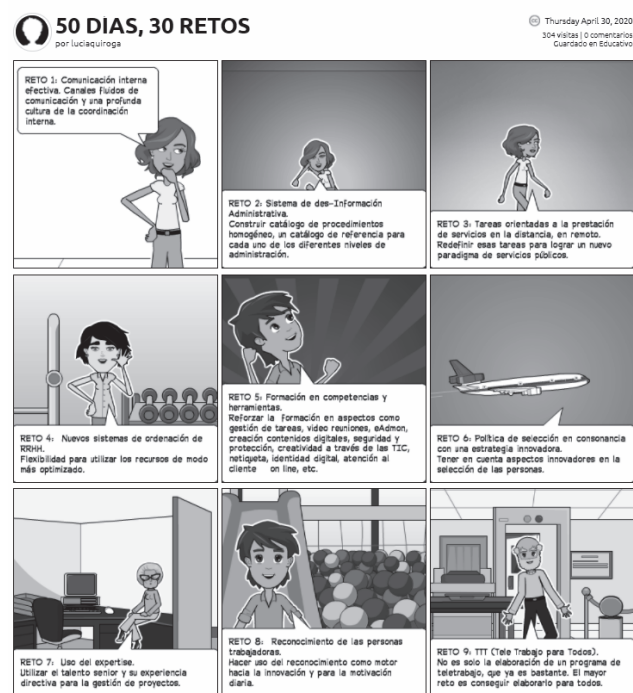 50 DÍAS, 30 RETOS
por luciaquiroga
Thursday April 30, 2020
304 visitas | 0 comentarios
Guardado en Educativo
RETO 1: Comunicación interna
efectiva. Canales fluidos de
comunicación y una profunda
cultura de la coordinación
interna.
RETO 2: Sistema de des-Información
Administrativa.
Construir catálogo de procedimientos
homogéneo, un catálogo de referencia para
cada uno de los diferentes niveles de
administración.
RETO 3: Tareas orientadas a la prestación
de servicios en la distancia, en remoto.
Redefinir esas tareas para lograr un nuevo
paradigma de servicios públicos.
RETO 4: Nuevos sistemas de ordenación de
RRHH.
Flexibilidad para utilizar los recursos de modo
más optimizado.
RETO 5: Formación en competencias y
herramientas.
Reforzar la formación en aspectos como
gestión de tareas, video reuniones, eAdmon,
creación contenidos digitales, seguridad y
protección, creatividad a través de las TIC,
netiqueta, identidad digital, atención al
cliente on line, etc.
RETO 6: Política de selección en consonancia
con una estrategia innovadora.
Tener en cuenta aspectos innovadores en la
selección de las personas.
RETO 7: Uso del expertise.
Utilizar el talento senior y su experiencia
directiva para la gestión de proyectos.
RETO 8: Reconocimiento de las personas
trabajadoras.
Hacer uso del reconocimiento como motor
hacia la innovación y para la motivación
diaria.
RETO 9: TTT (Tele Trabajo para Todos).
No es solo la elaboración de un programa de
teletrabajo, que ya es bastante. El mayor
reto es conseguir elaborarlo para todos.